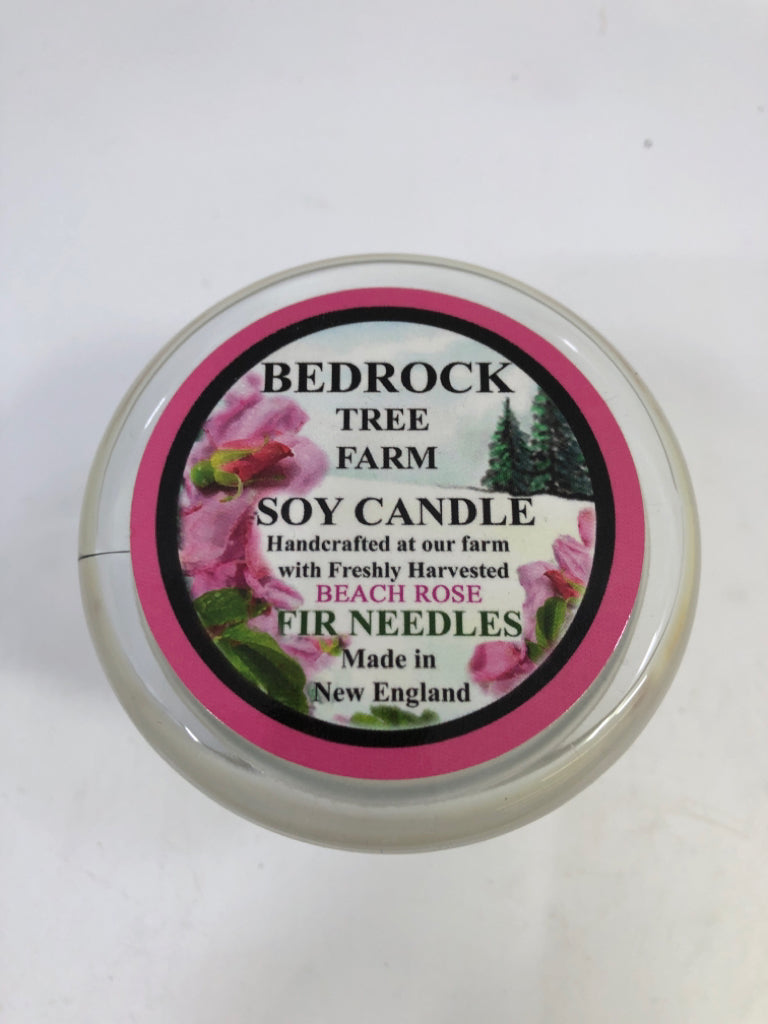 BEDROCK
TREE
FARM
SOY CANDLE
Handcrafted at our farm
with Freshly Harvested
BEACH ROSE
FIR NEEDLES
Made in
New England